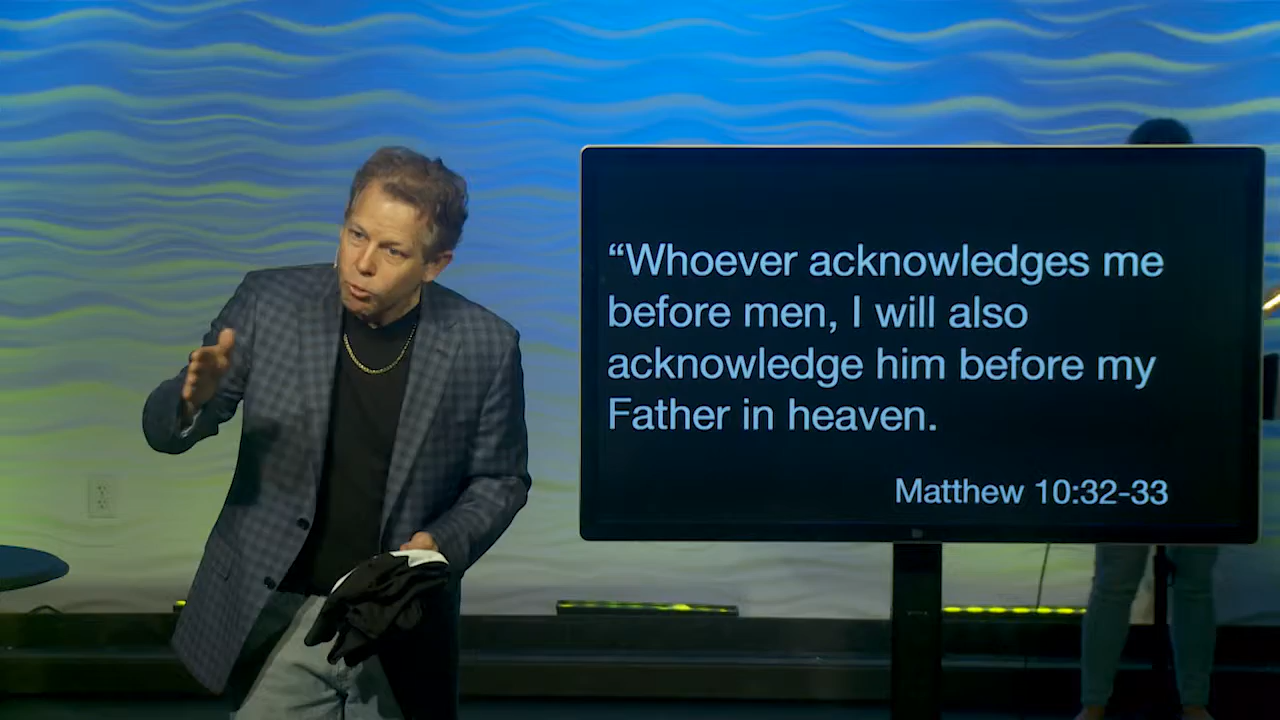 “Whoever acknowledges me
before men, I will also
acknowledge him before my
Father in heaven.
Matthew 10:32-33